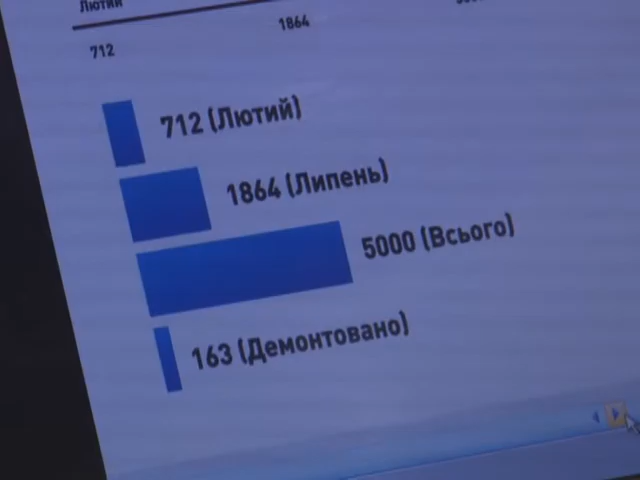 Лютий
1864
712
712 (Лютий)
1864 (Липень)
5000 (Всього)
163 (Демонтовано)